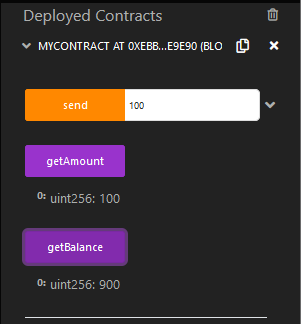 Deployed Contracts
MYCONTRACT AT 0XEBB...E9E90 (BLO
send 100
getAmount
0: uint256: 100
getBalance
0: uint256: 900